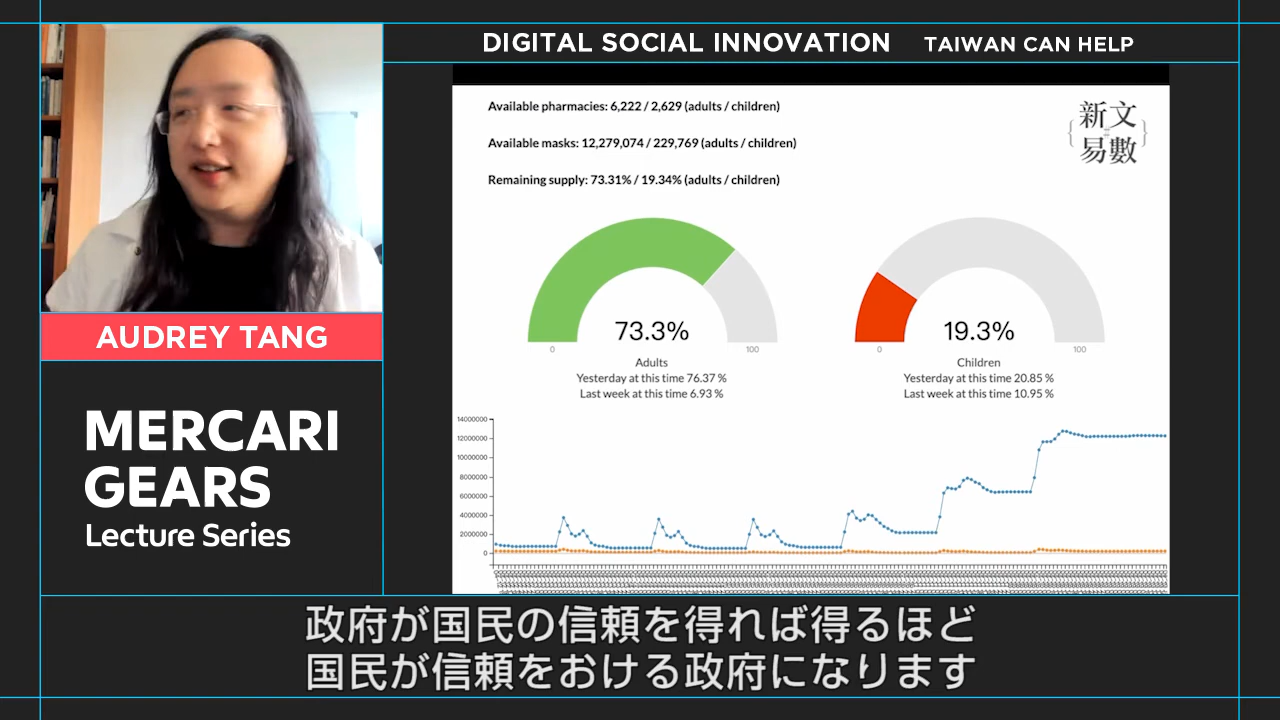 DIGITAL SOCIAL INNOVATION TAIWAN CAN HELP
Available pharmacies: 6,222 / 2,629 (adults / children)
Available masks: 12,279,074 / 229,769 (adults / children)
Remaining supply: 73.31% / 19.34% (adults / children)
新文
易數
73.3%
0 100
Adults
Yesterday at this time 76.37 %
Last week at this time 6.93 %
19.3%
0 100
Children
Yesterday at this time 20.85 %
Last week at this time 10.95 %
14000000
12000000
10000000
8000000
6000000
4000000
2000000
0
AUDREY TANG
MERCARI
GEARS
Lecture Series
政府が国民の信頼を得れば得るほど
国民が信頼をおける政府になります